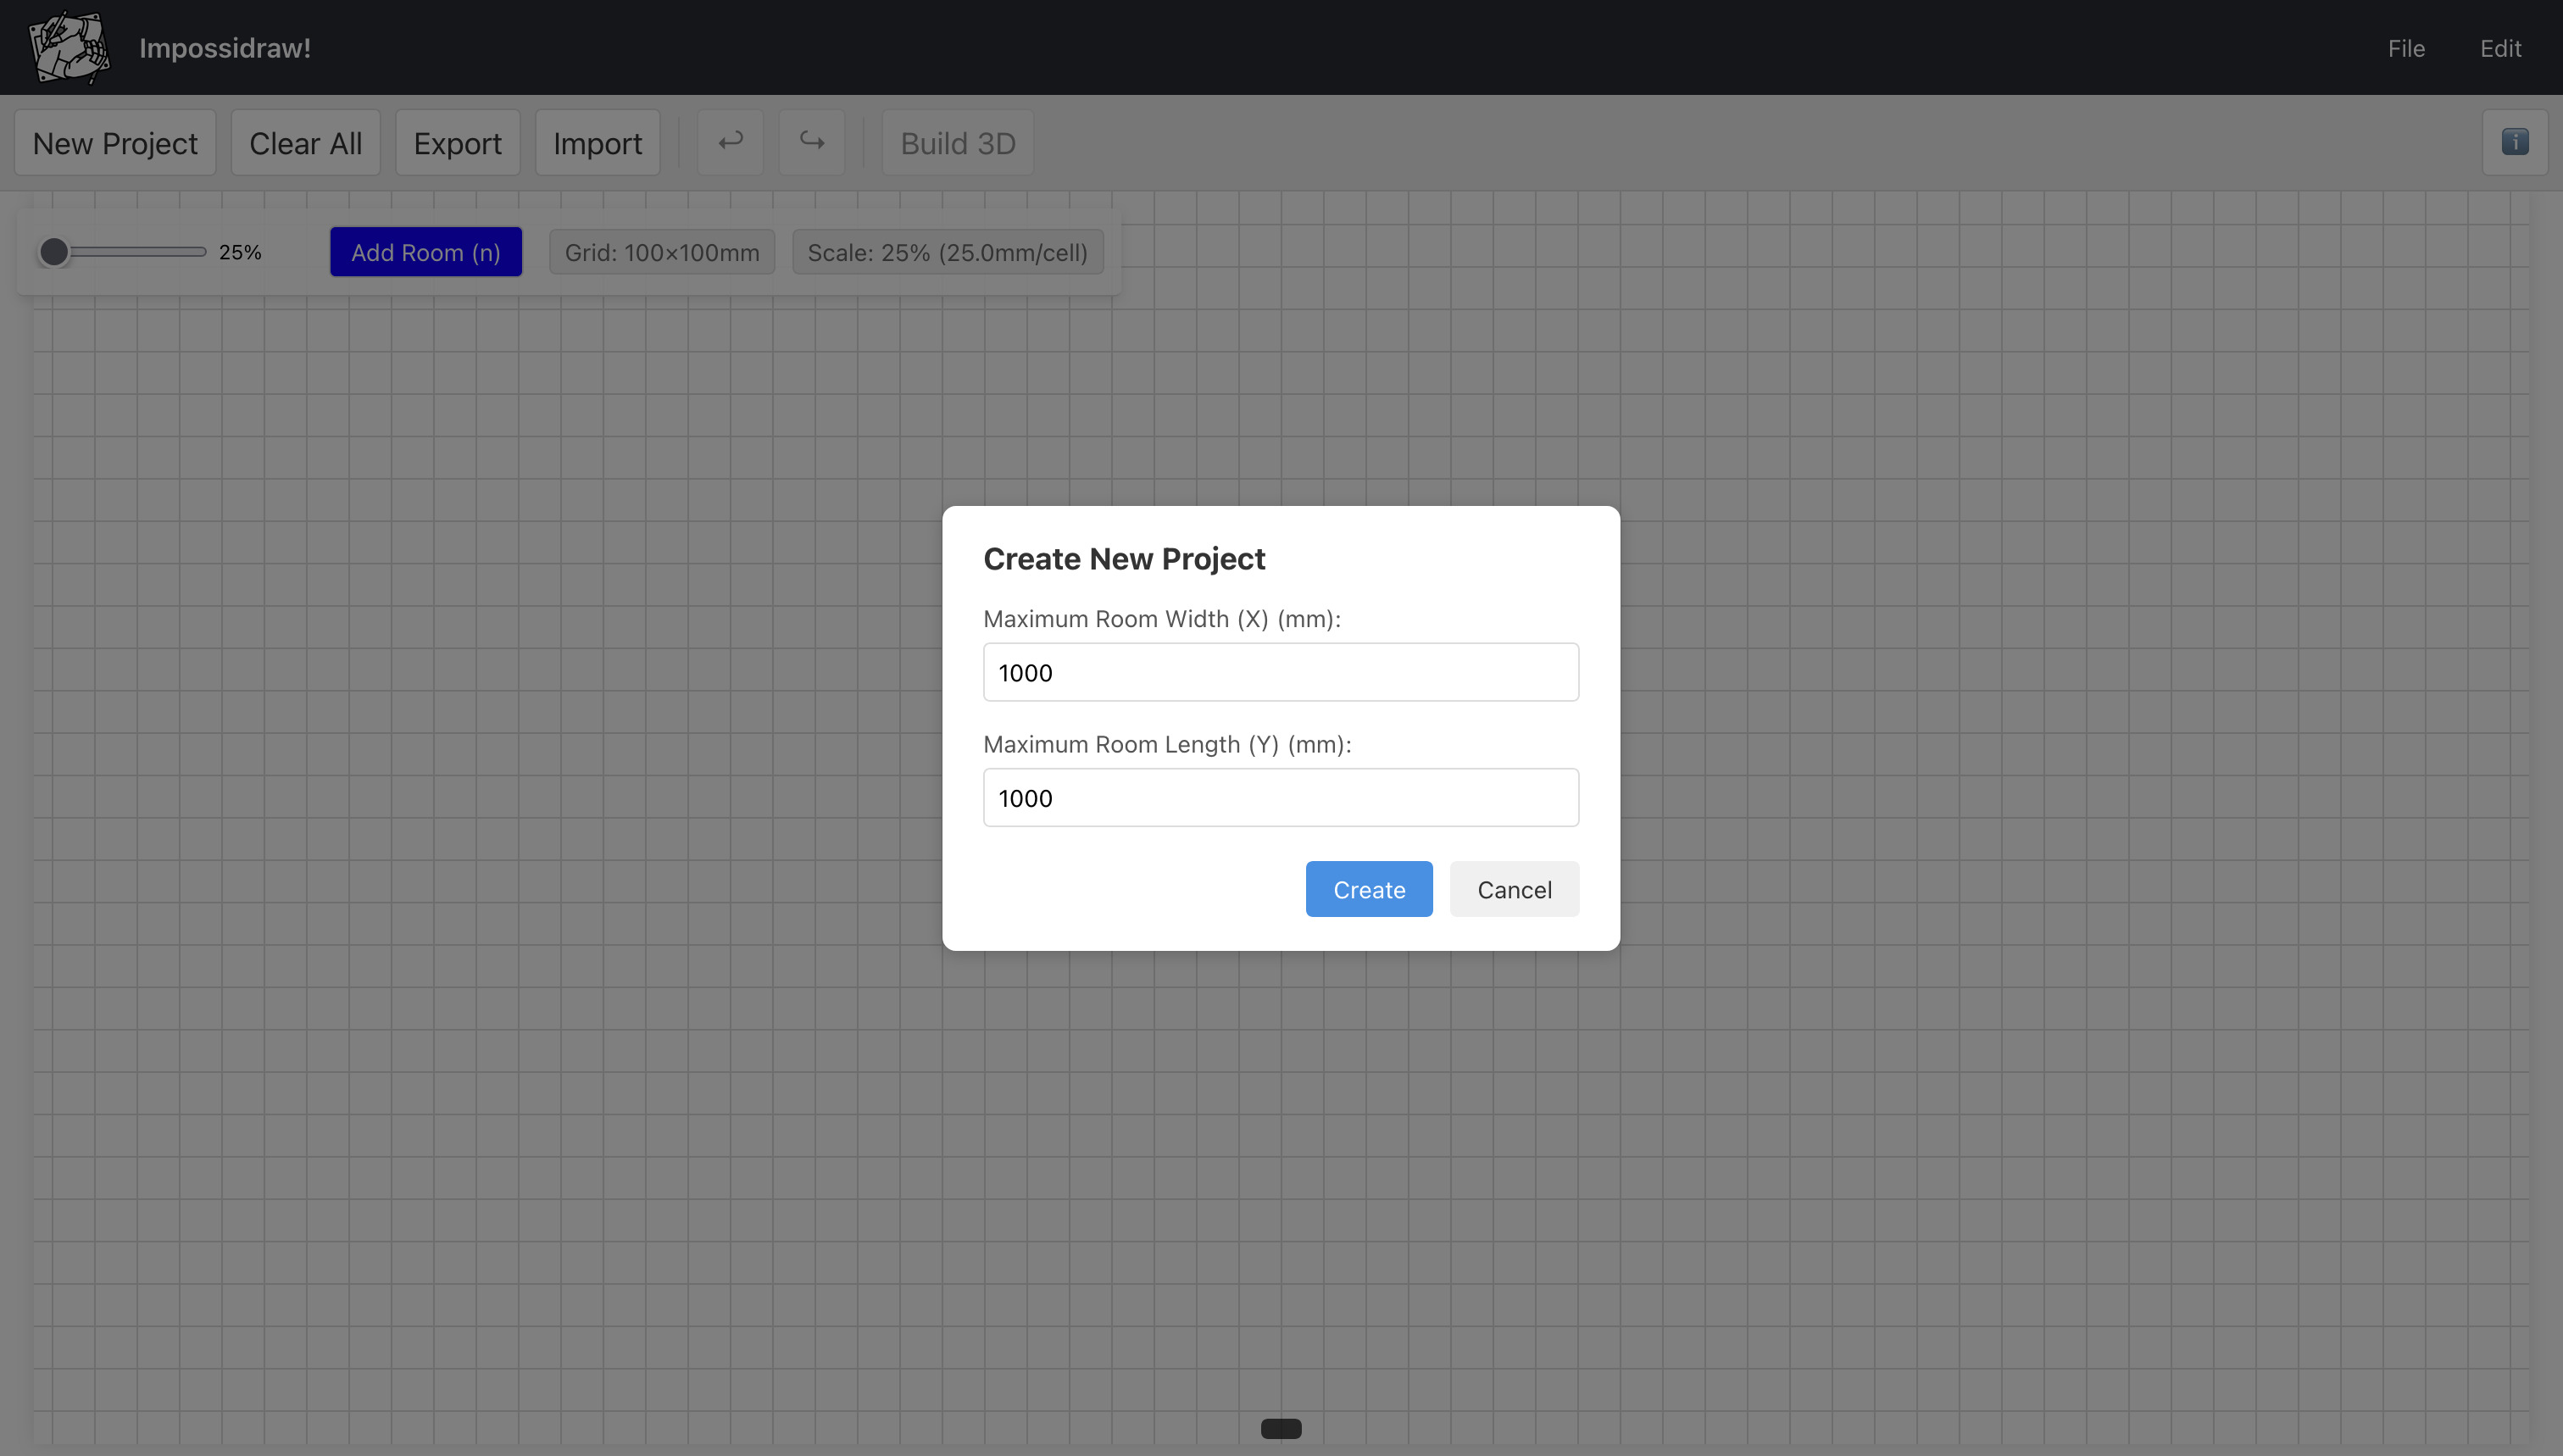 Impossidraw!
File
Edit
New Project
Clear All
Export
Import
Build 3D
25%
Add Room (n)
Grid: 100×100mm
Scale: 25% (25.0mm/cell)
Create New Project
Maximum Room Width (X) (mm):
1000
Maximum Room Length (Y) (mm):
1000
Create
Cancel